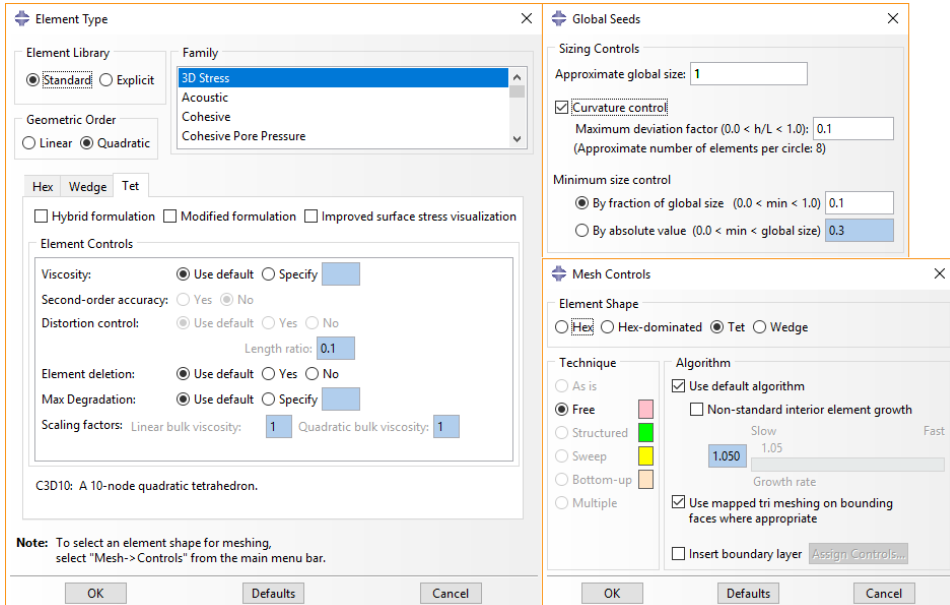 Element Type
Element Library
Standard Explicit
Family
3D Stress
Acoustic
Cohesive
Cohesive Pore Pressure
Geometric Order
Linear Quadratic
Hex Wedge Tet
Hybrid formulation Modified formulation Improved surface stress visualization
Element Controls
Viscosity: Use default Specify
Second-order accuracy: Yes No
Distortion control: Use default Yes No
Length ratio: 0.1
Element deletion: Use default Yes No
Max Degradation: Use default Specify
Scaling factors: Linear bulk viscosity: 1 Quadratic bulk viscosity: 1
C3D10: A 10-node quadratic tetrahedron.
Note: To select an element shape for meshing,
select "Mesh->Controls" from the main menu bar.
OK Defaults Cancel
Global Seeds
Sizing Controls
Approximate global size: 1
Curvature control
Maximum deviation factor (0.0 < h/L < 1.0): 0.1
(Approximate number of elements per circle: 8)
Minimum size control
By fraction of global size (0.0 < min < 1.0) 0.1
By absolute value (0.0 < min < global size) 0.3
Mesh Controls
Element Shape
Hex Hex-dominated Tet Wedge
Technique
As is
Free
Structured
Sweep
Bottom-up
Multiple
Algorithm
Use default algorithm
Non-standard interior element growth
Slow Fast
1.050 1.05
Growth rate
Use mapped tri meshing on bounding
faces where appropriate
Insert boundary layer Assign Controls...
OK Defaults Cancel